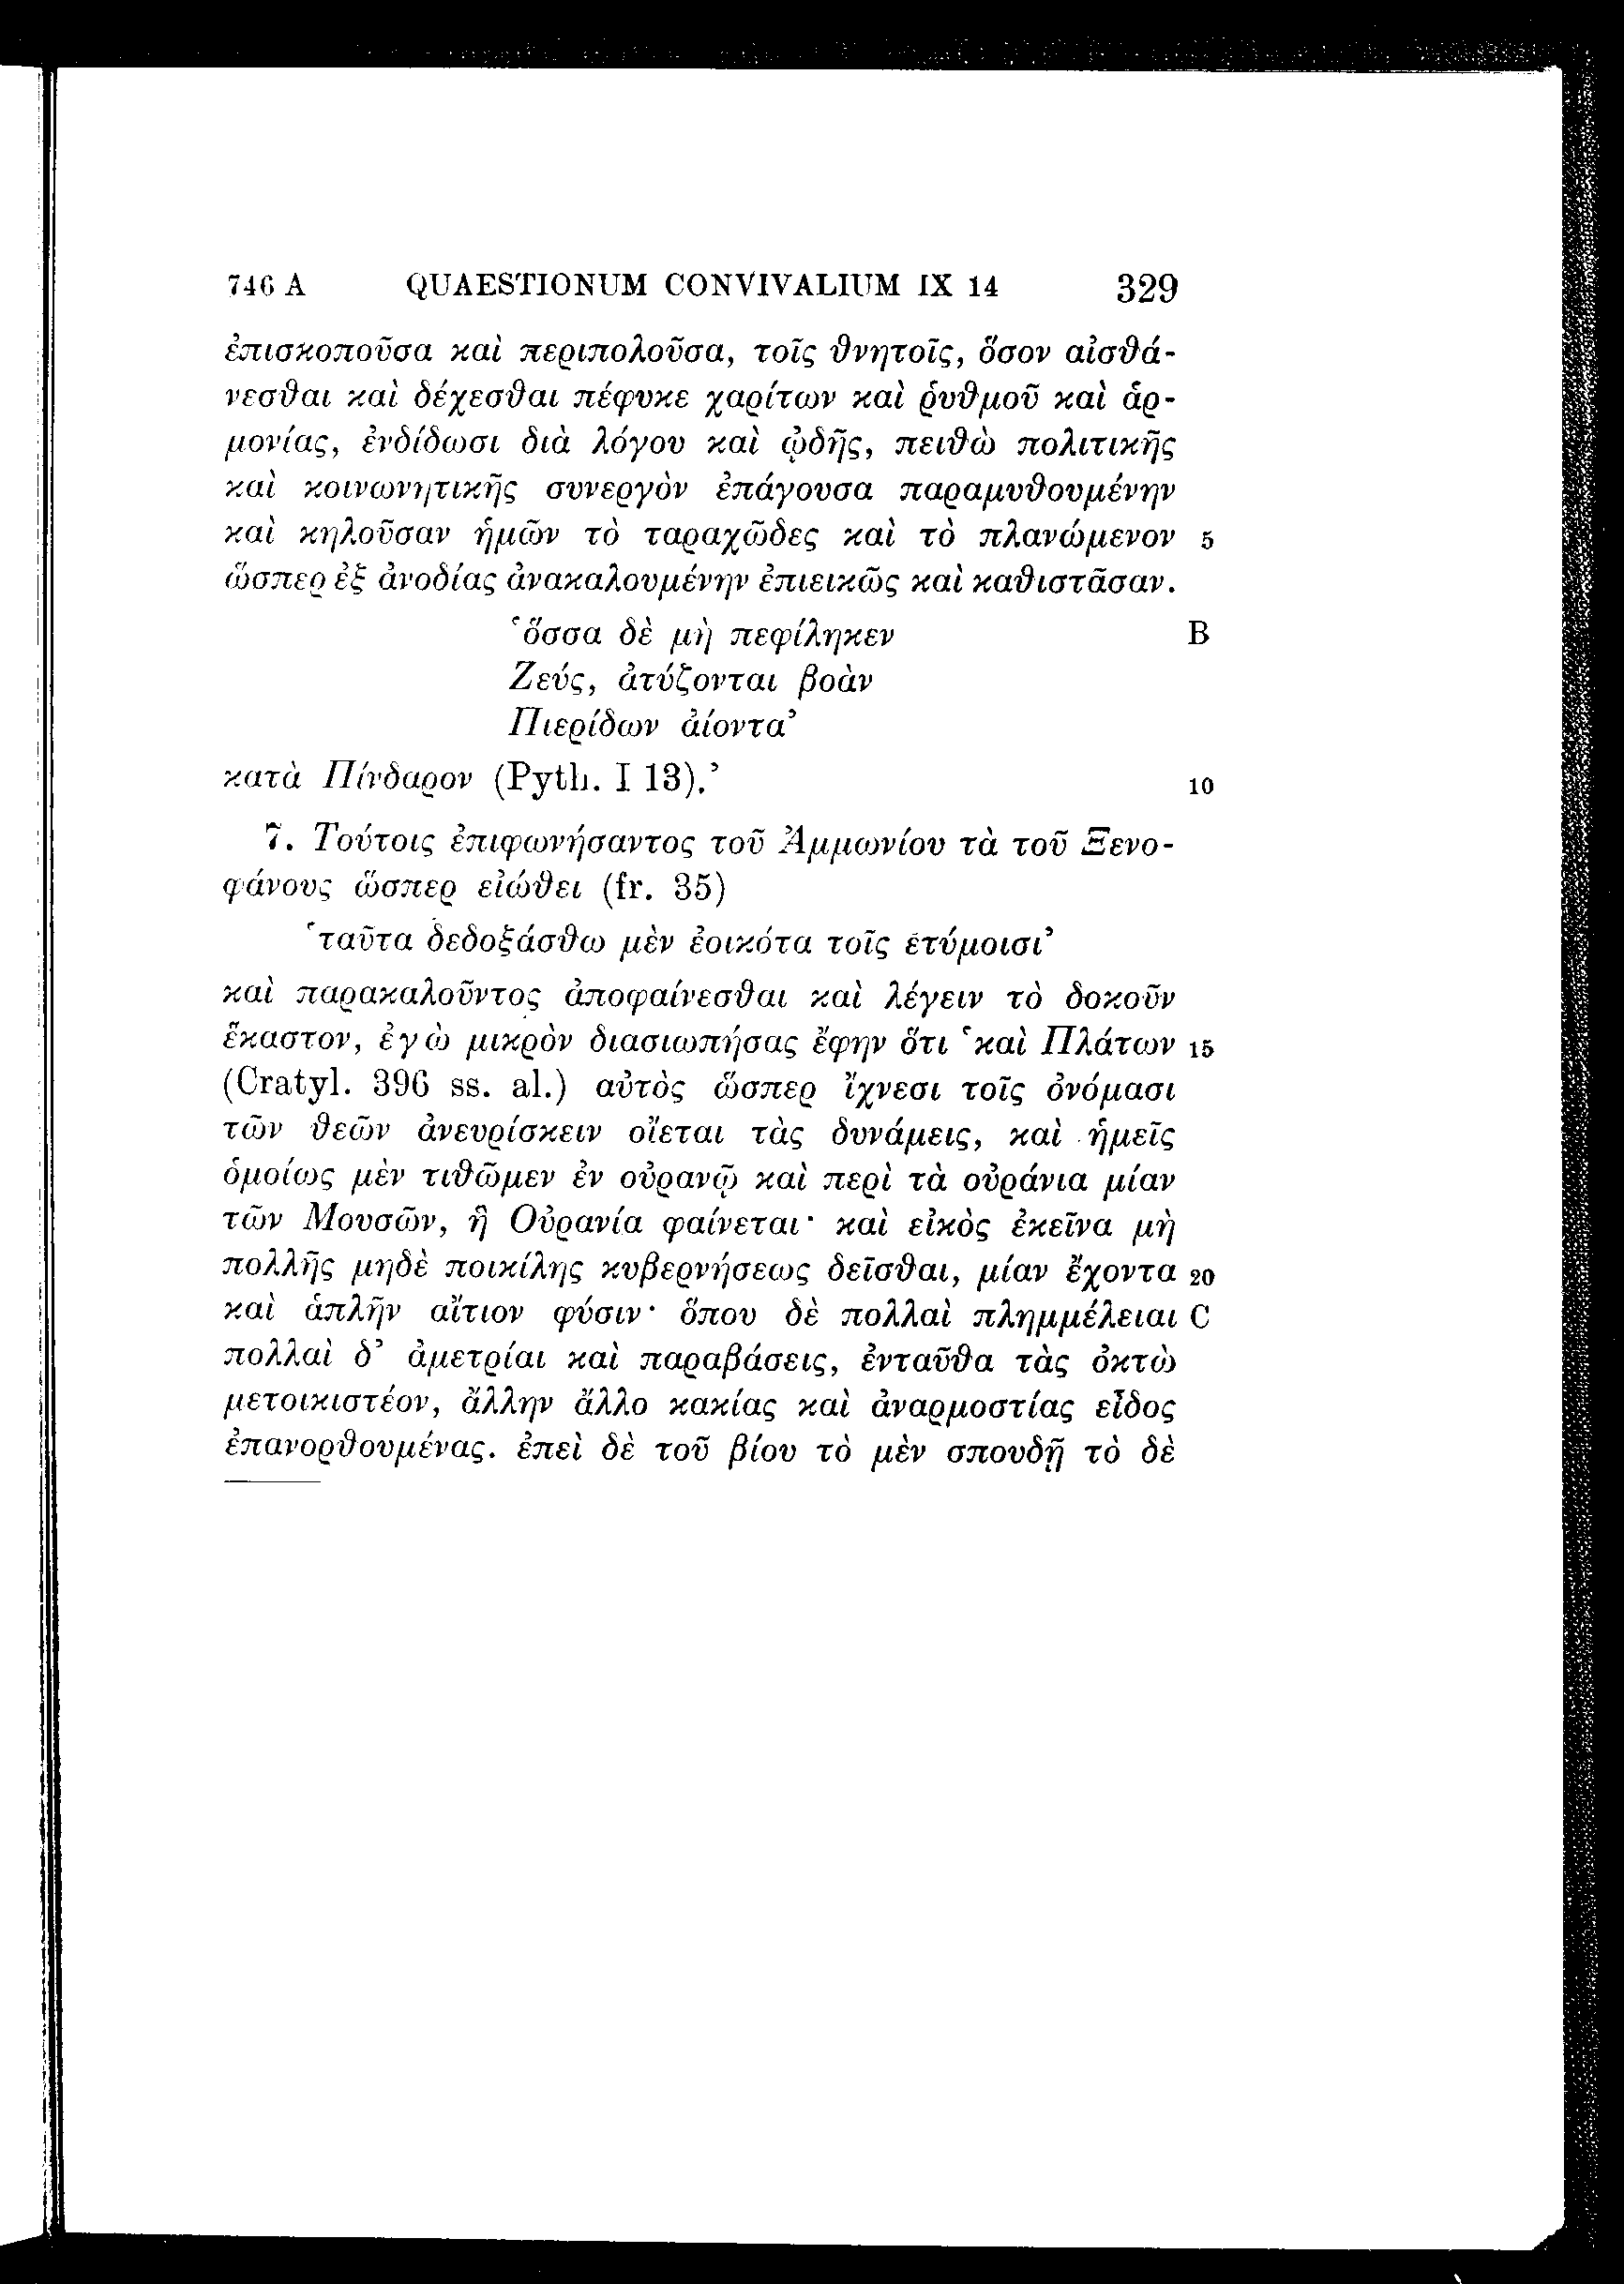 746 A QUAESTIONUM CONVIVALIUM IX 14 329
ἐπισκοποῦσα καὶ περιπολοῦσα, τοῖς θνητοῖς, ὅσον αἰσθά-
νεσθαι καὶ δέχεσθαι πέφυκε χαρίτων καὶ ῥυθμοῦ καὶ ἁρ-
μονίας, ἐνδίδωσι διὰ λόγου καὶ ᾠδῆς, πειθὼ πολιτικῆς
καὶ κοινωνητικῆς συνεργὸν ἐπάγουσα παραμυθουμένην
καὶ κηλοῦσαν ἡμῶν τὸ ταραχῶδες καὶ τὸ πλανώμενον 5
ὥσπερ ἐξ ἀνοδίας ἀνακαλουμένην ἐπιεικῶς καὶ καθιστᾶσαν.
‘ὅσσα δὲ μὴ πεφίληκεν B
Ζεύς, ἀτύζονται βοὰν
Πιερίδων ἀίοντα’
κατὰ Πίνδαρον (Pyth. I 13).’ 10
7. Τούτοις ἐπιφωνήσαντος τοῦ Ἀμμωνίου τὰ τοῦ Ξενο-
φάνους ὥσπερ εἰώθει (fr. 35)
‘ταῦτα δεδοξάσθω μὲν ἐοικότα τοῖς ἐτύμοισι’
καὶ παρακαλοῦντος ἀποφαίνεσθαι καὶ λέγειν τὸ δοκοῦν
ἕκαστον, ἐγὼ μικρὸν διασιωπήσας ἔφην ὅτι ‘καὶ Πλάτων 15
(Cratyl. 396 ss. al.) αὐτὸς ὥσπερ ἴχνεσι τοῖς ὀνόμασι
τῶν θεῶν ἀνευρίσκειν οἴεται τὰς δυνάμεις, καὶ ἡμεῖς
ὁμοίως μὲν τιθῶμεν ἐν οὐρανῷ καὶ περὶ τὰ οὐράνια μίαν
τῶν Μουσῶν, ἣ Οὐρανία φαίνεται· καὶ εἰκὸς ἐκεῖνα μὴ
πολλῆς μηδὲ ποικίλης κυβερνήσεως δεῖσθαι, μίαν ἔχοντα 20
καὶ ἁπλῆν αἴτιον φύσιν· ὅπου δὲ πολλαὶ πλημμέλειαι C
πολλαὶ δ’ ἀμετρίαι καὶ παραβάσεις, ἐνταῦθα τὰς ὀκτὼ
μετοικιστέον, ἄλλην ἄλλο κακίας καὶ ἀναρμοστίας εἶδος
ἐπανορθουμένας. ἐπεὶ δὲ τοῦ βίου τὸ μὲν σπουδῇ τὸ δὲ